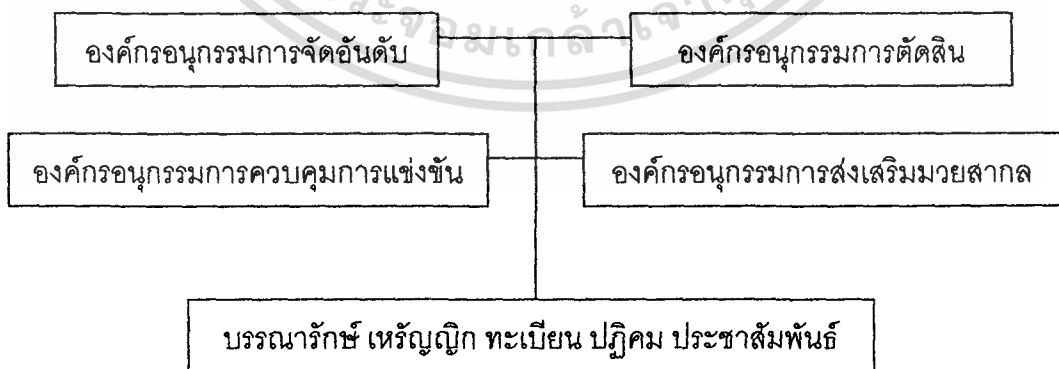 องค์กรอนุกรรมการจัดอันดับ
องค์กรอนุกรรมการตัดสิน
องค์กรอนุกรรมการควบคุมการแข่งขัน
องค์กรอนุกรรมการส่งเสริมมวยสากล
บรรณารักษ์ เหรัญญิก ทะเบียน ปฏิคม ประชาสัมพันธ์